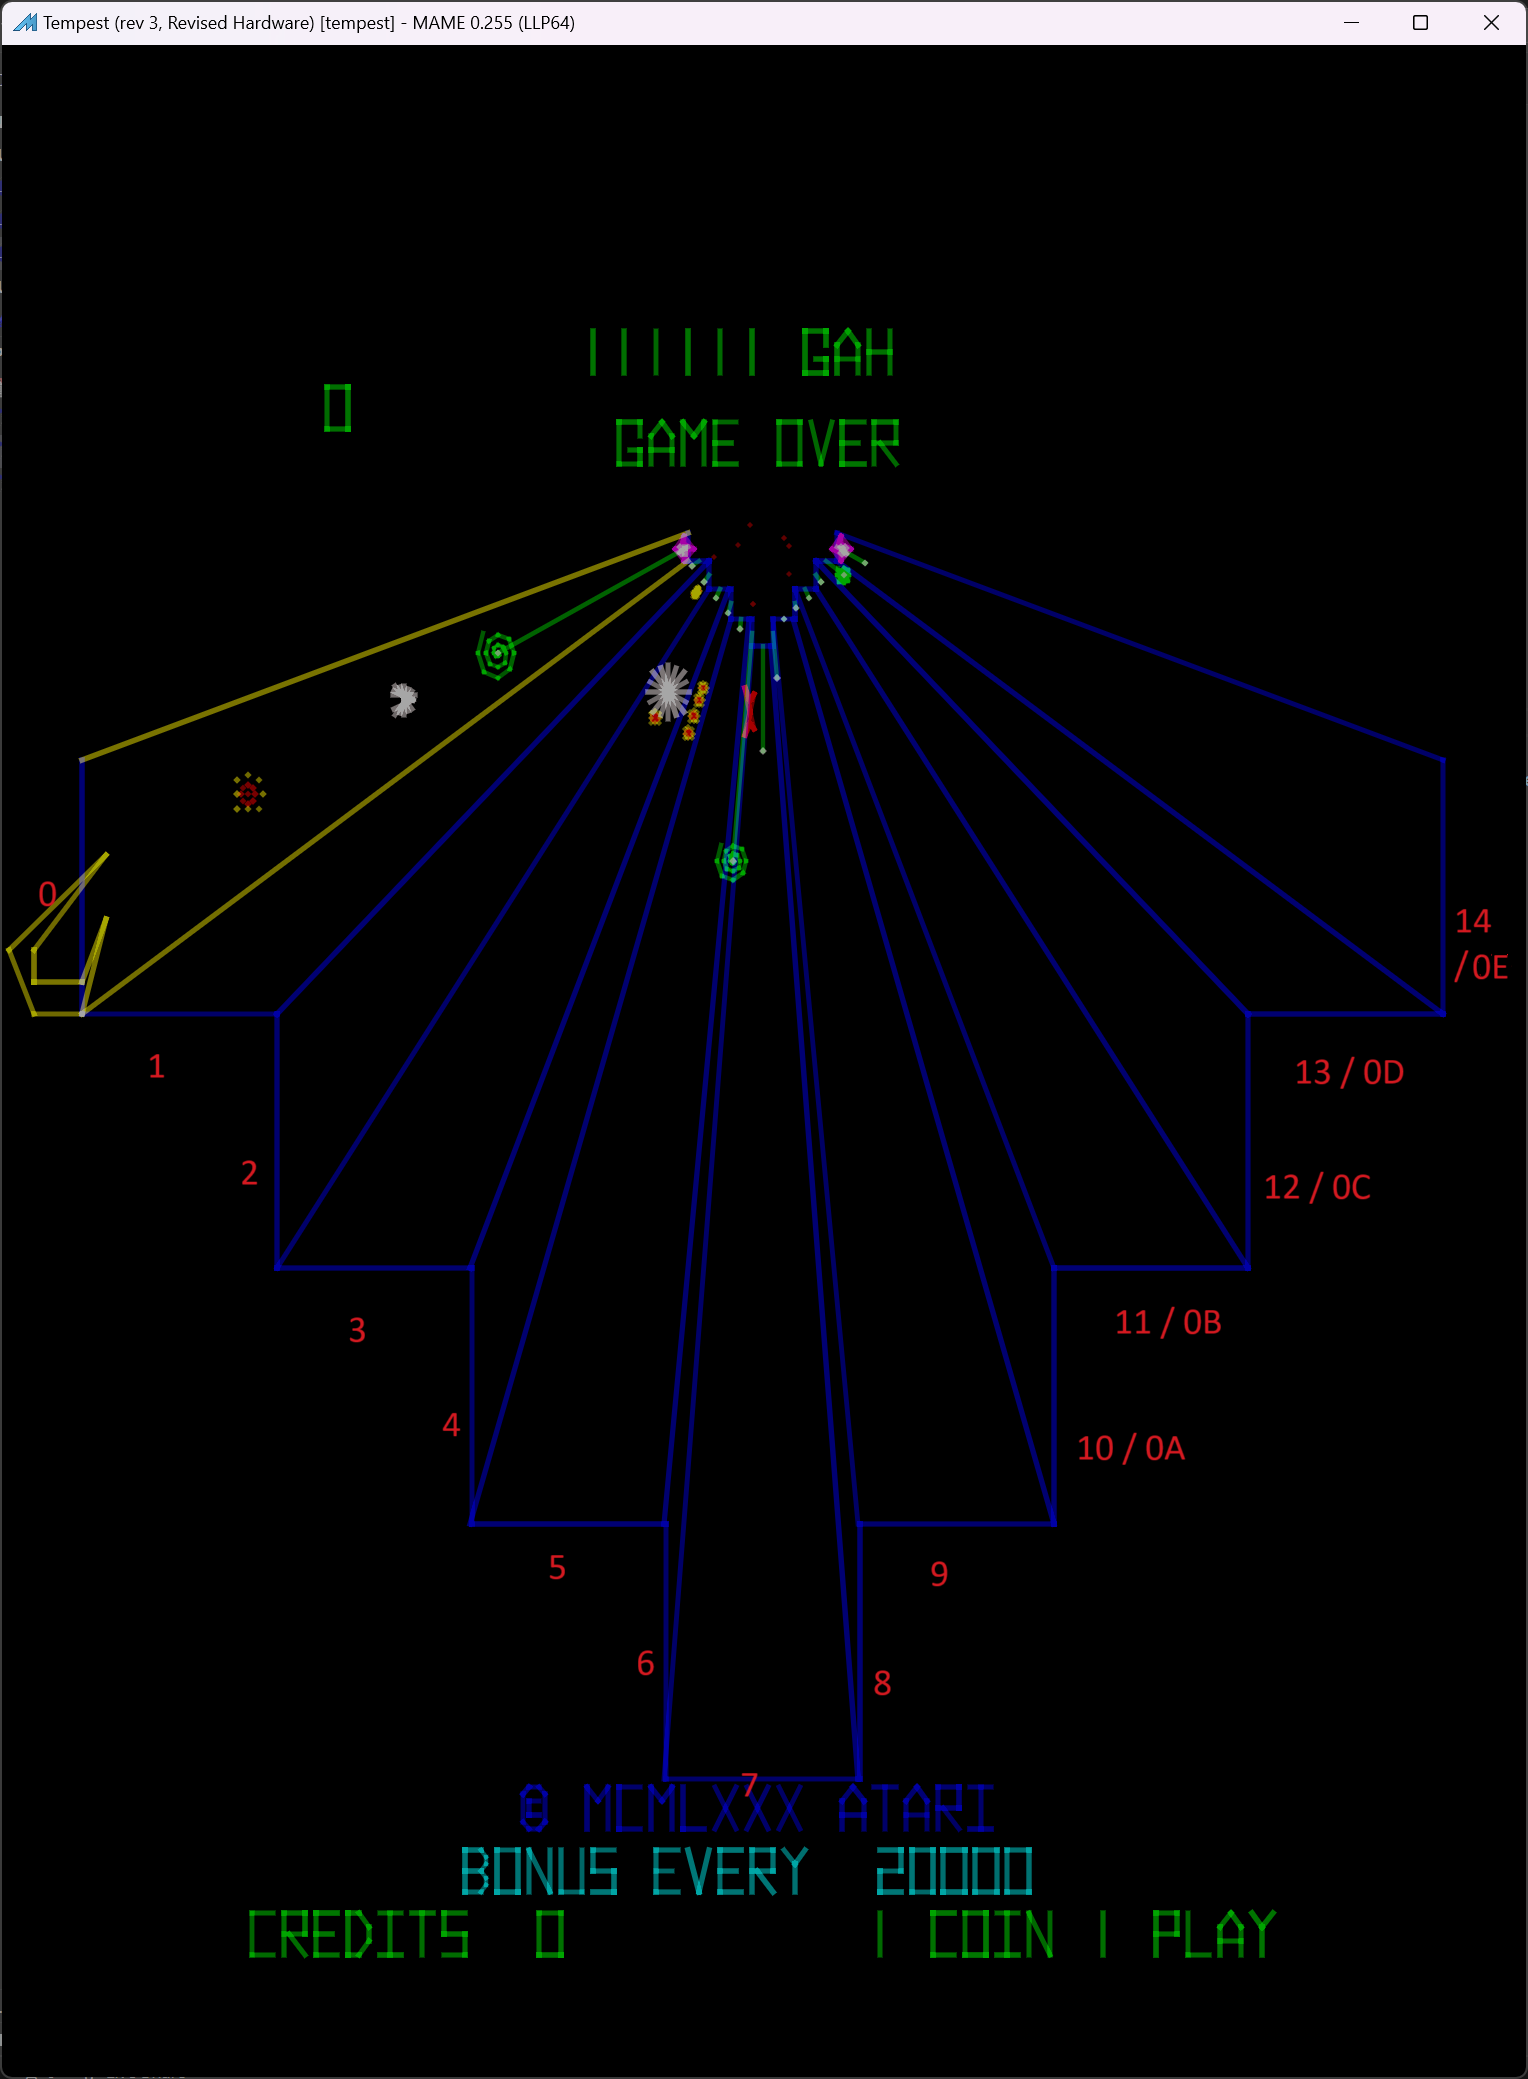 Tempest (rev 3, Revised Hardware) [tempest] - MAME 0.255 (LLP64)
111111 GAH
0
GAME OVER
0
14
/0E
1
13 / 0D
2
12 / 0C
3
11 / 0B
4
10 / 0A
5
9
6
8
7
© MCMLXXX ATARI
BONUS EVERY 20000
CREDITS 0
1 COIN 1 PLAY